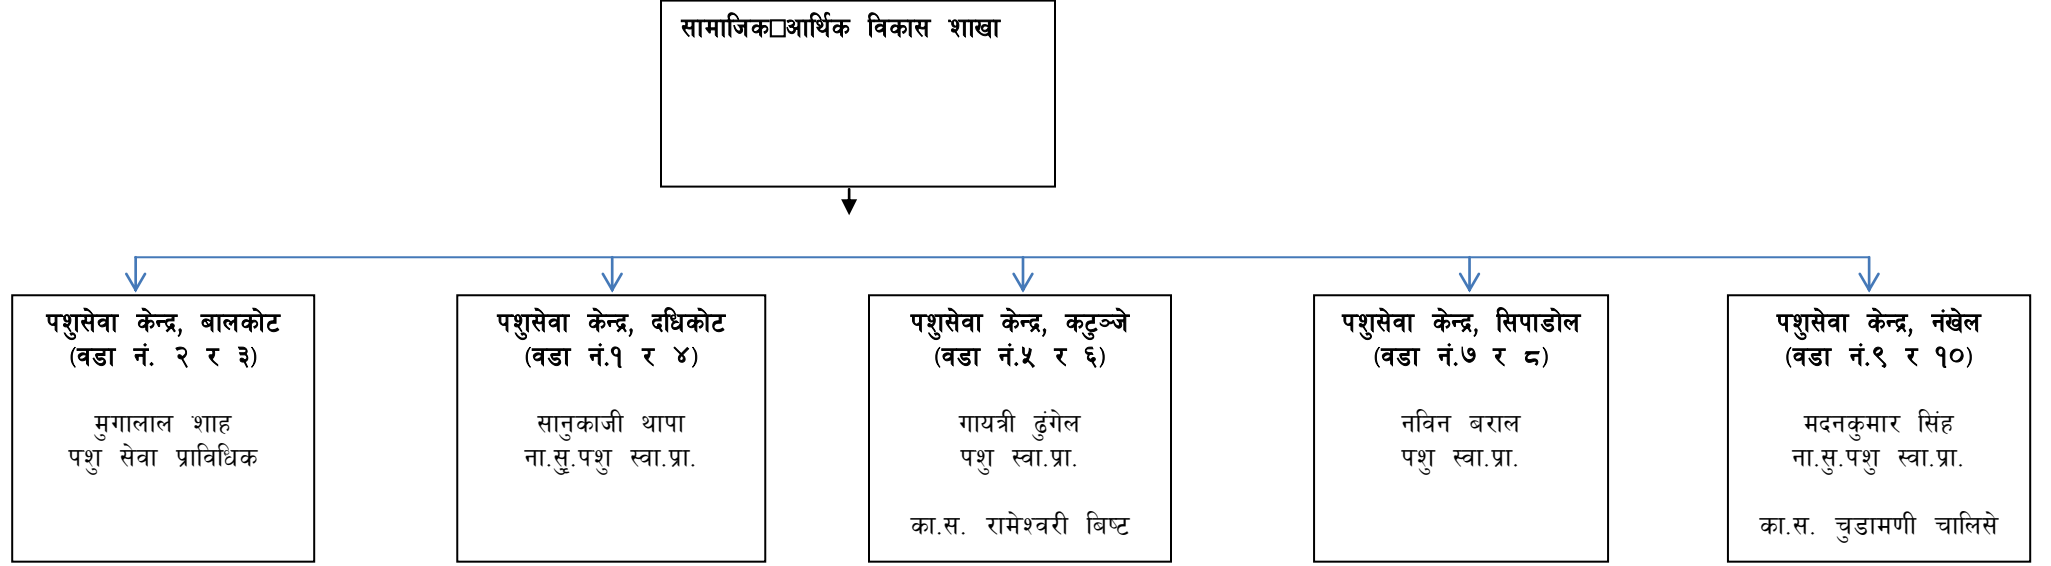 सामाजिक□आर्थिक विकास शाखा
पशुसेवा केन्द्र, बालकोट
(वडा नं. २ र ३)
मुगालाल शाह
पशु सेवा प्राविधिक
पशुसेवा केन्द्र, दधिकोट
(वडा नं.१ र ४)
सानुकाजी थापा
ना.सु.पशु स्वा.प्रा.
पशुसेवा केन्द्र, कटुञ्जे
(वडा नं.५ र ६)
गायत्री ढुंगेल
पशु स्वा.प्रा.
का.स. रामेश्वरी बिष्ट
पशुसेवा केन्द्र, सिपाडोल
(वडा नं.७ र ८)
नविन बराल
पशु स्वा.प्रा.
पशुसेवा केन्द्र, नंखेल
(वडा नं.९ र १०)
मदनकुमार सिंह
ना.सु.पशु स्वा.प्रा.
का.स. चुडामणी चालिसे